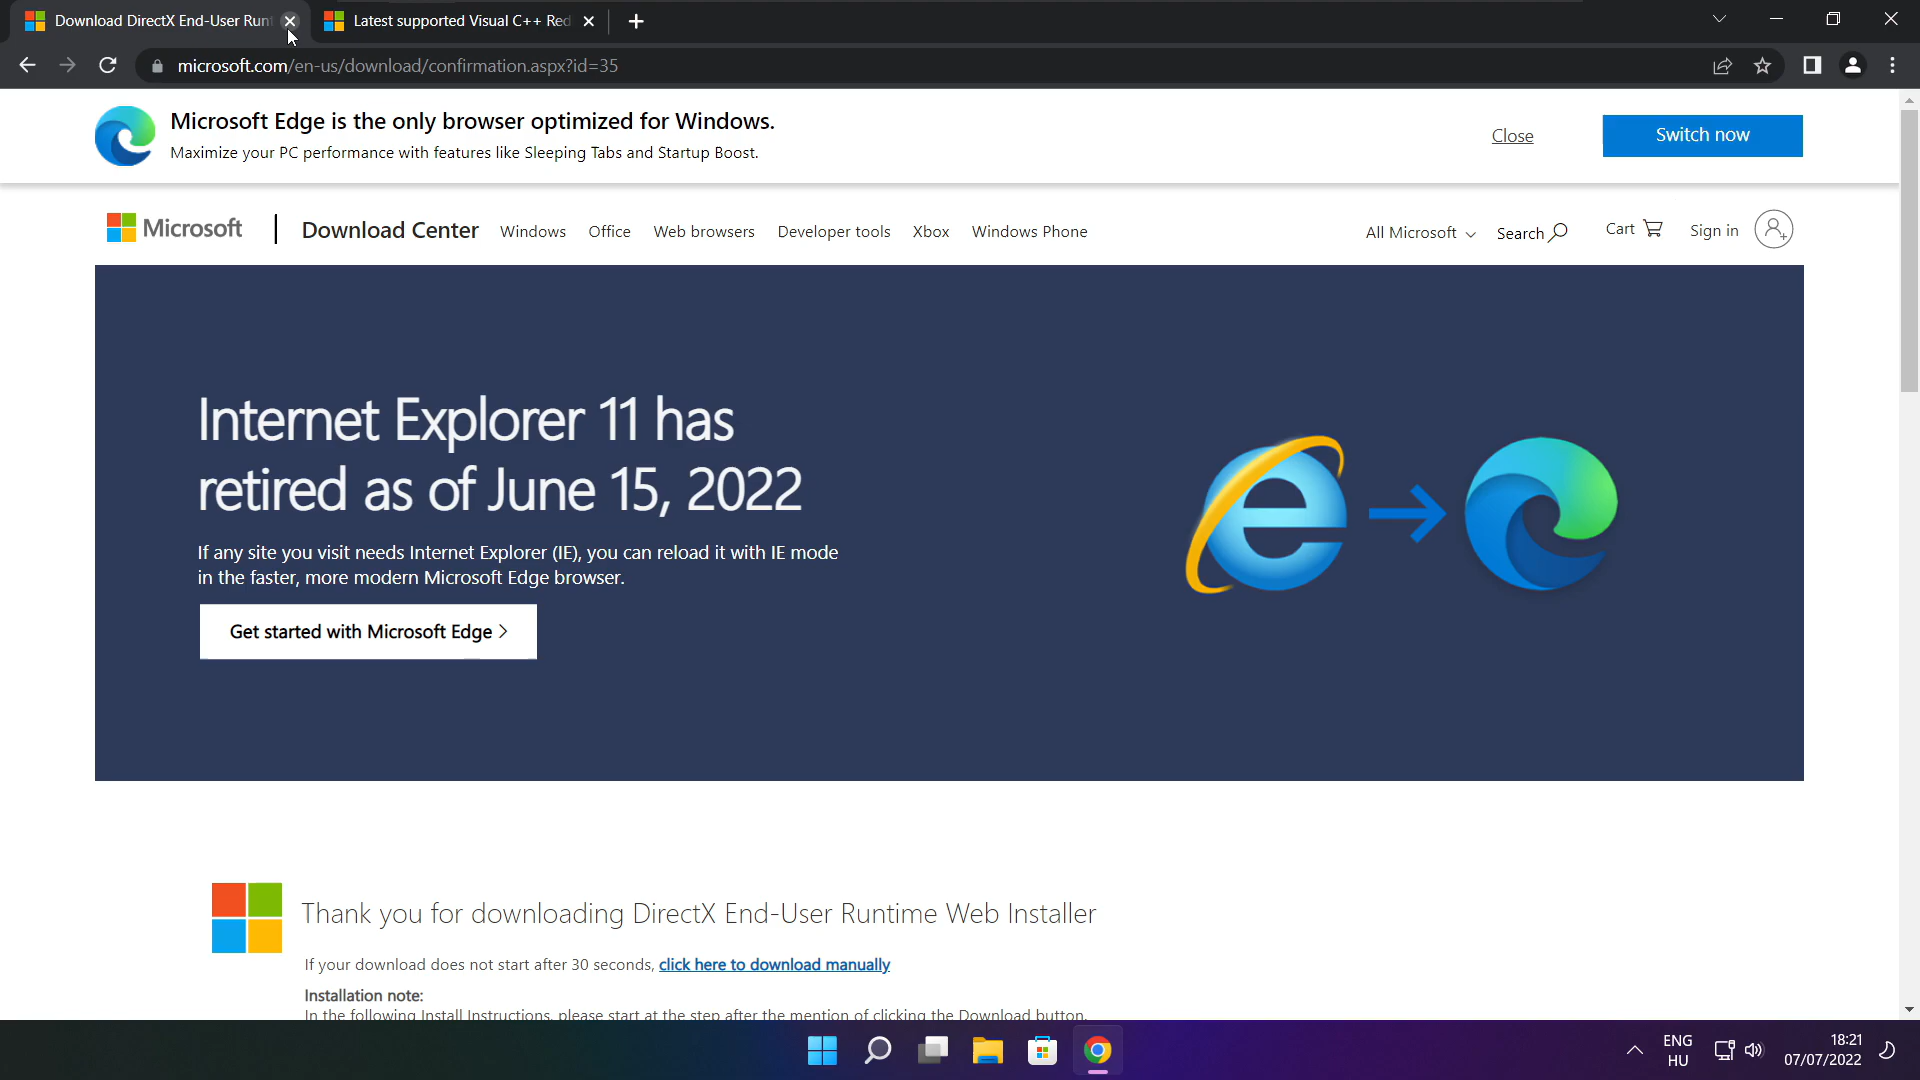 Download DirectX End-User Runt
Latest supported Visual C++ Red
microsoft.com/en-us/download/confirmation.aspx?id=35
Microsoft Edge is the only browser optimized for Windows.
Maximize your PC performance with features like Sleeping Tabs and Startup Boost.
Close
Switch now
Microsoft
Download Center
Windows
Office
Web browsers
Developer tools
Xbox
Windows Phone
All Microsoft
Search
Cart
Sign in
Internet Explorer 11 has
retired as of June 15, 2022
If any site you visit needs Internet Explorer (IE), you can reload it with IE mode
in the faster, more modern Microsoft Edge browser.
Get started with Microsoft Edge >
Thank you for downloading DirectX End-User Runtime Web Installer
If your download does not start after 30 seconds, click here to download manually
Installation note:
In the following Install Instructions, please start at the step after the mention of clicking the Download button.
ENG
HU
18:21
07/07/2022